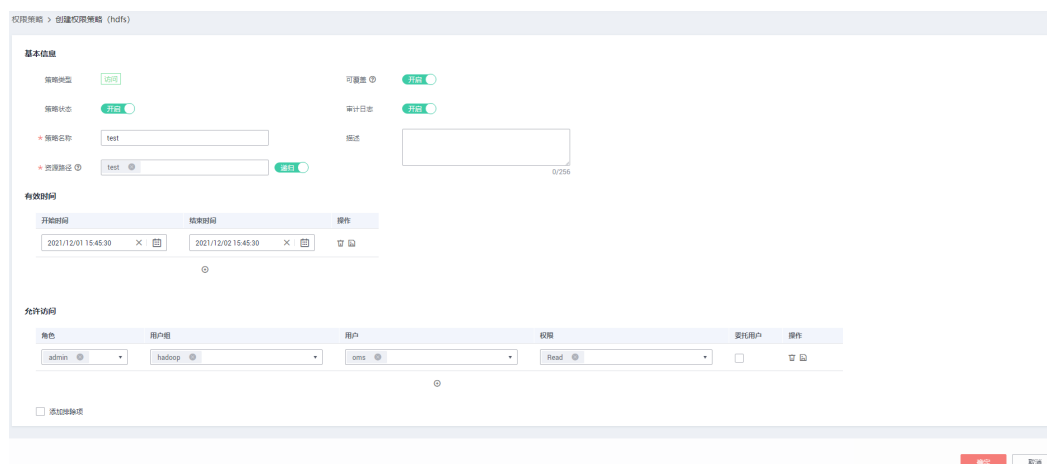 权限策略 > 创建权限策略（hdfs）
基本信息
策略类型 访问 可覆盖 开启
策略状态 开启 审计日志 开启
* 策略名称 test 描述
* 资源路径 test 递归
0/256
有效时间
开始时间 结束时间 操作
2021/12/01 15:45:30 2021/12/02 15:45:30
允许访问
角色 用户组 用户 权限 委托用户 操作
admin hadoop oms Read
添加排除项
确定 取消